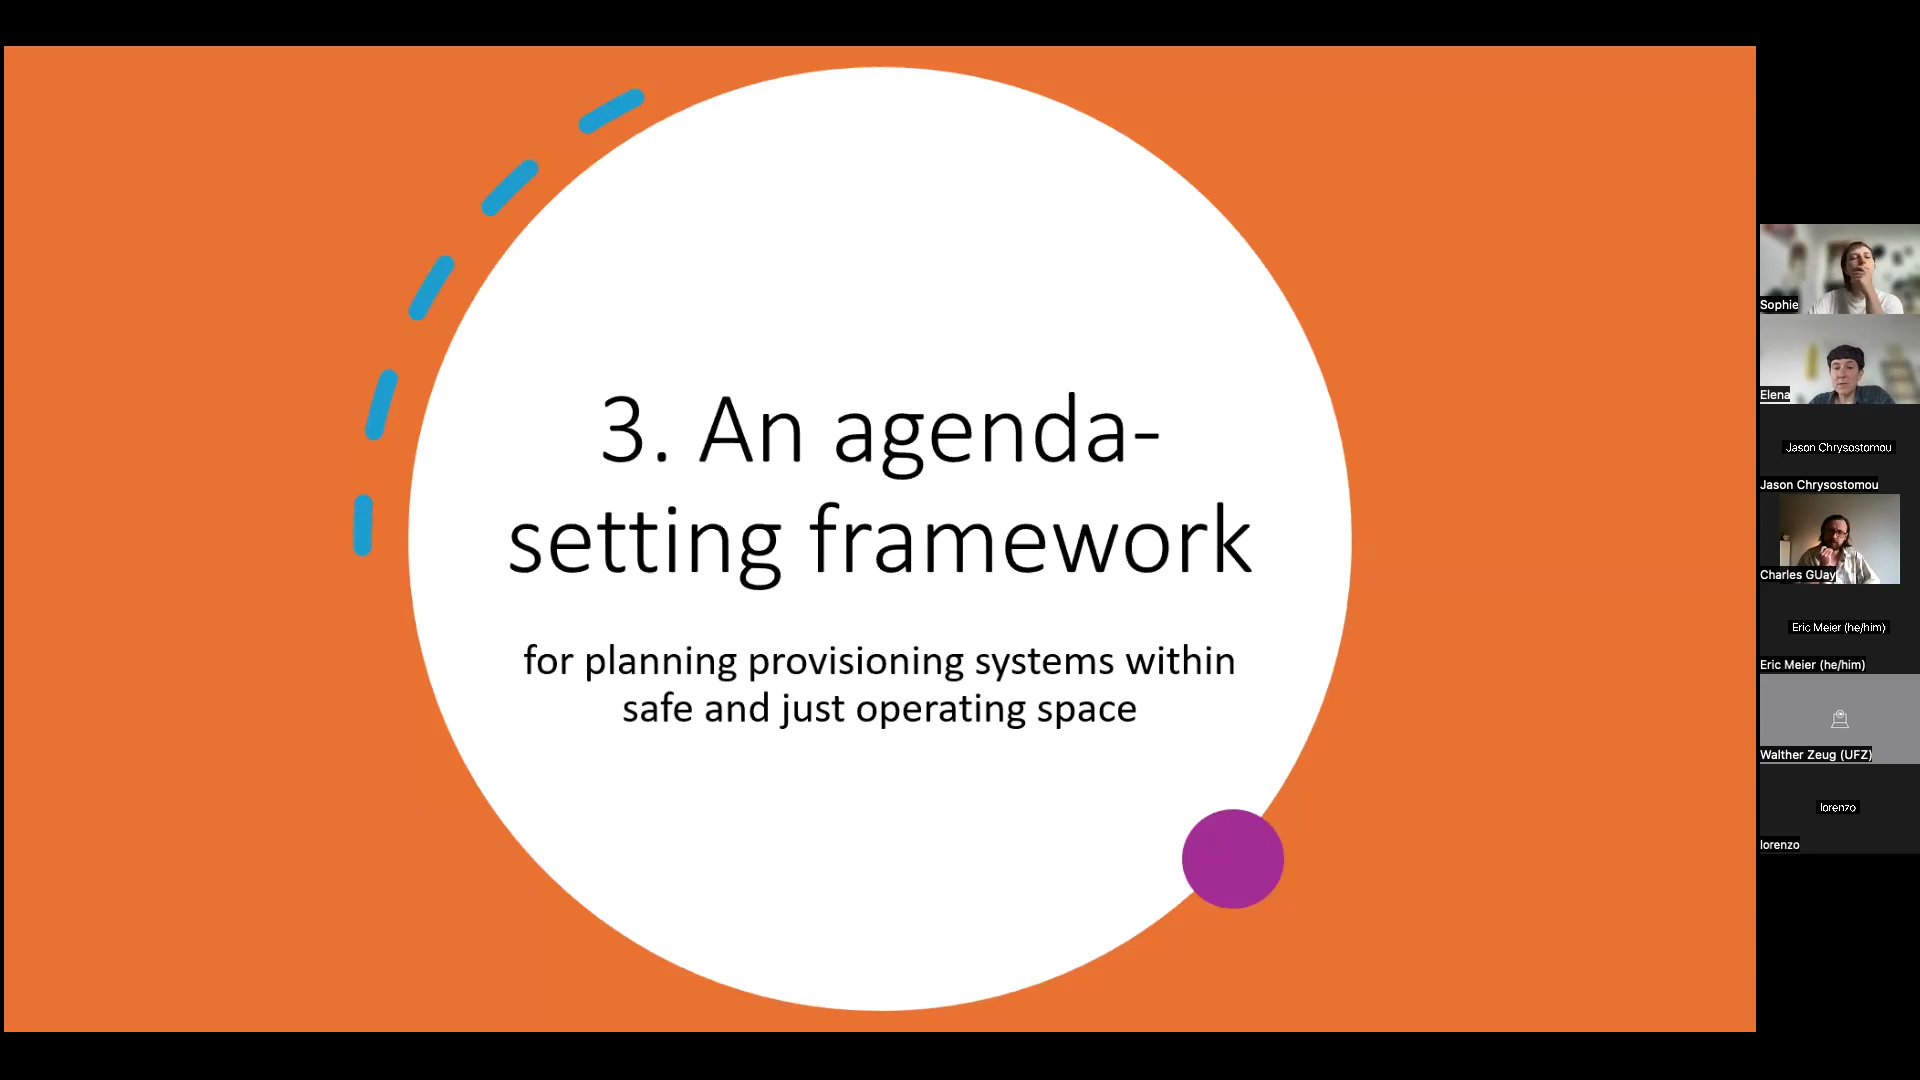 3. An agenda-
setting framework
for planning provisioning systems within
safe and just operating space
Sophie
Elena
Jason Chrysostomou
Jason Chrysostomou
Charles GUay
Eric Meier (he/him)
Eric Meier (he/him)
Walther Zeug (UFZ)
lorenzo
lorenzo